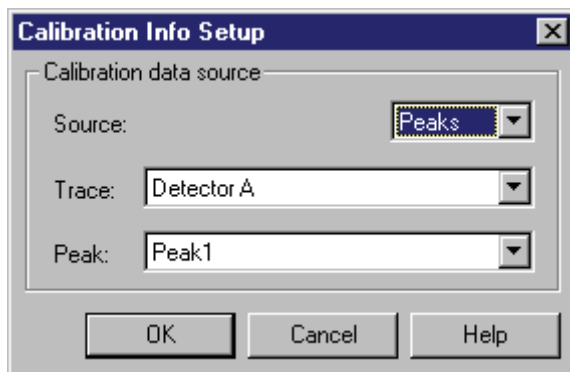 Calibration Info Setup
Calibration data source
Source: Peaks
Trace: Detector A
Peak: Peak1
OK Cancel Help